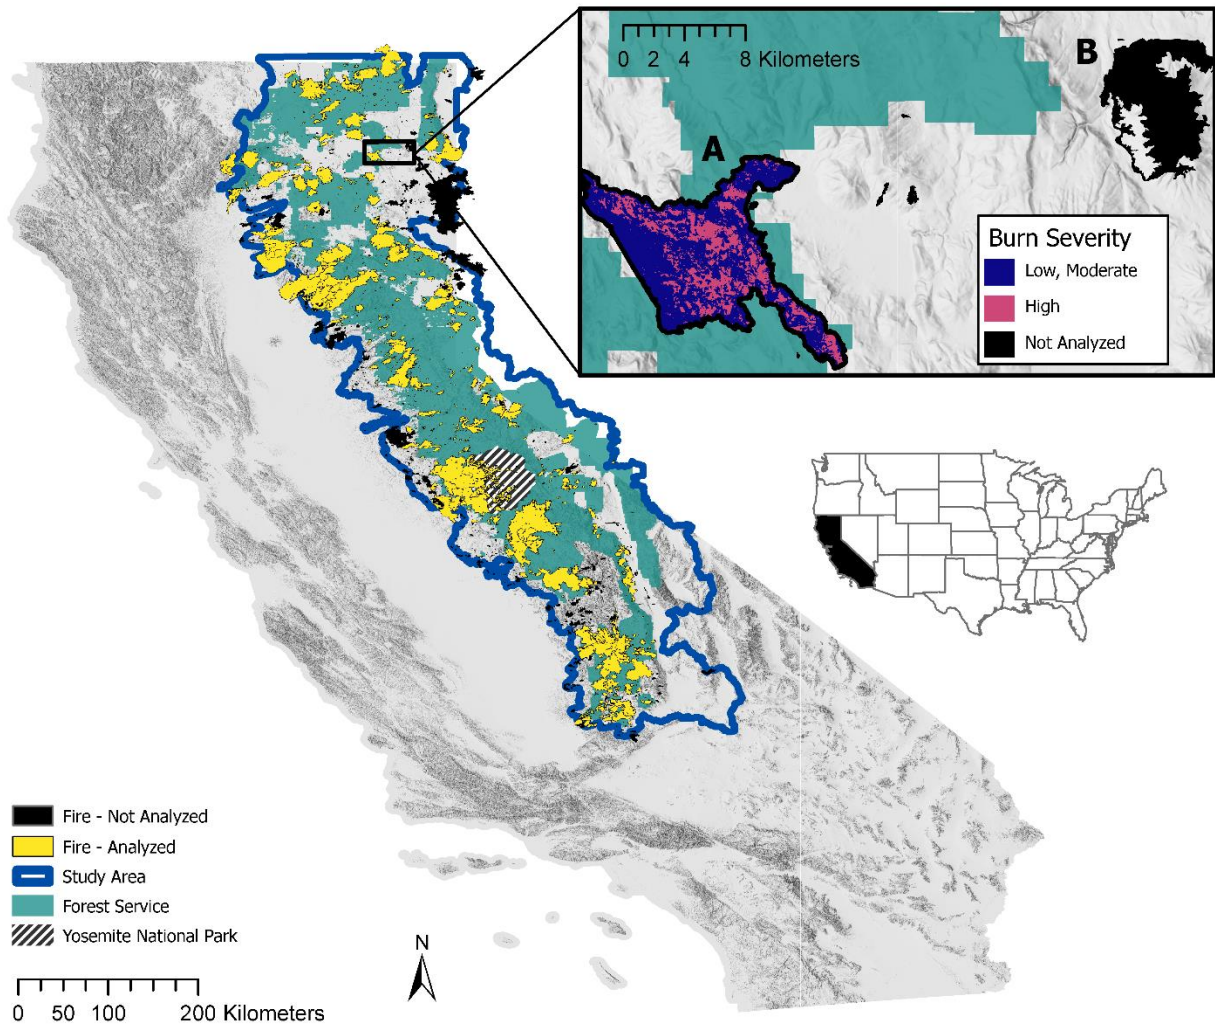 0 2 4 8 Kilometers
B
A
Burn Severity
Low, Moderate
High
Not Analyzed
Fire - Not Analyzed
Fire - Analyzed
Study Area
Forest Service
Yosemite National Park
N
0 50 100 200 Kilometers